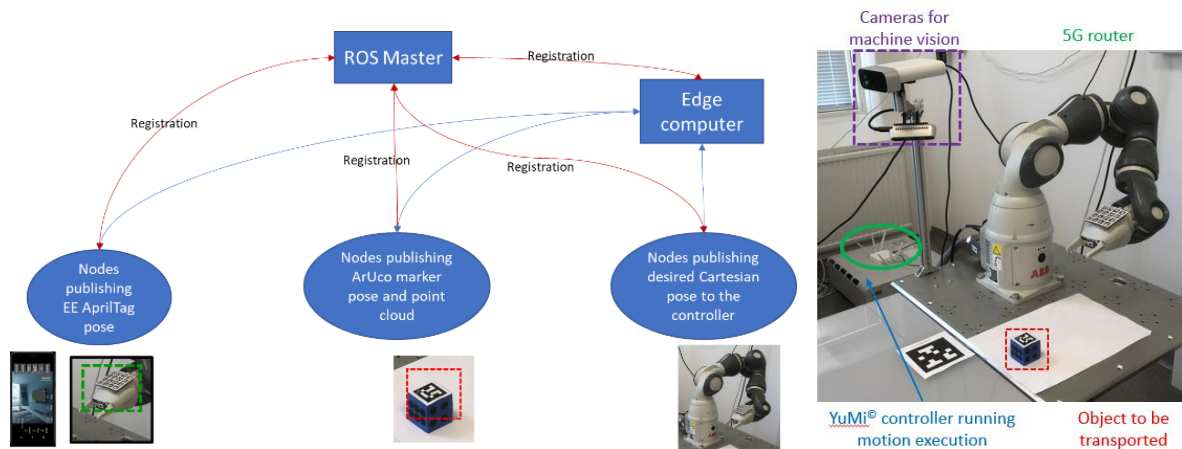 ROS Master
Registration
Edge
computer
Registration
Registration
Registration
Nodes
publishing
EE AprilTag
pose
Nodes publishing
ArUco marker
pose and point
cloud
Nodes publishing
desired Cartesian
pose to the
controller
Cameras for
machine vision
5G router
ABB
YuMi© controller running
motion execution
Object to be
transported